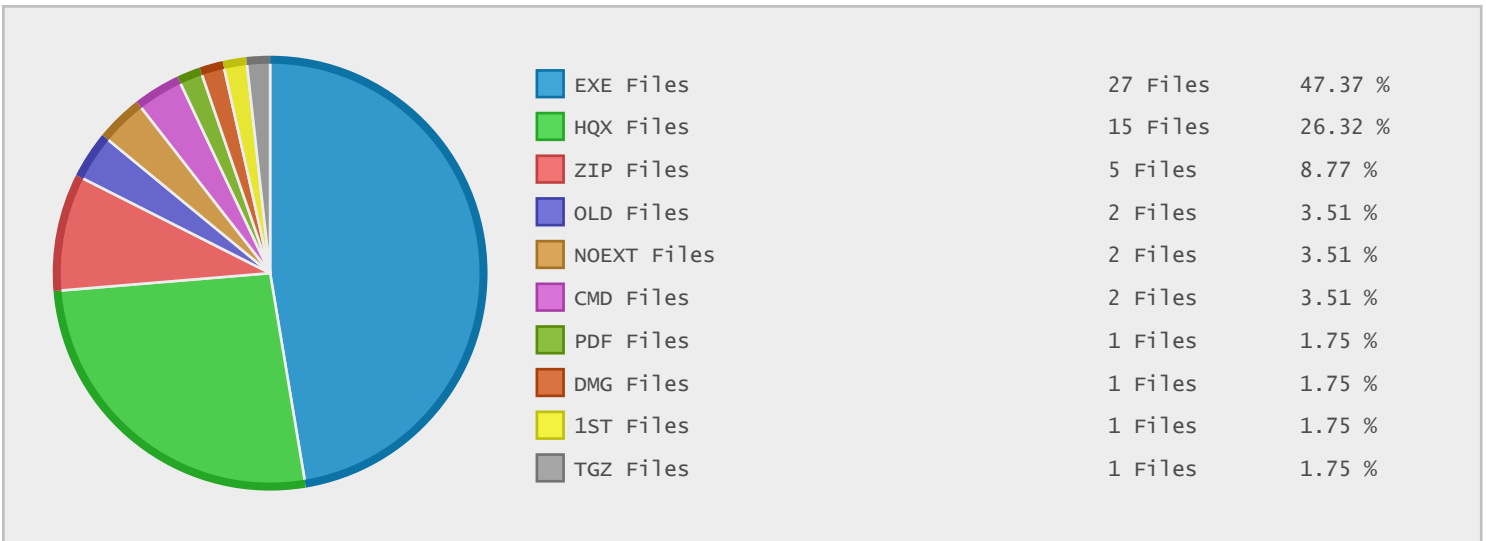 EXE Files 27 Files 47.37 %
HQX Files 15 Files 26.32 %
ZIP Files 5 Files 8.77 %
OLD Files 2 Files 3.51 %
NOEXT Files 2 Files 3.51 %
CMD Files 2 Files 3.51 %
PDF Files 1 Files 1.75 %
DMG Files 1 Files 1.75 %
1ST Files 1 Files 1.75 %
TGZ Files 1 Files 1.75 %